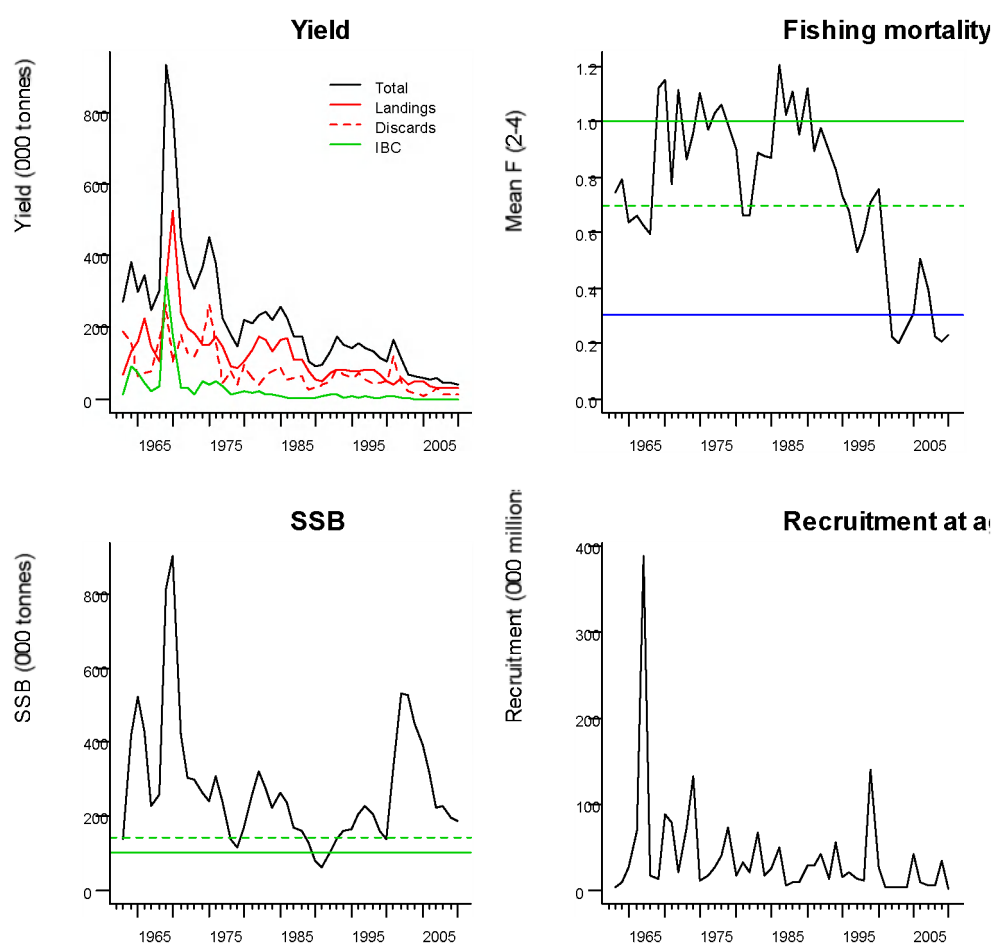 Yield
Yield (000 tonnes)
800
600
400
200
0
Total
Landings
Discards
IBC
1965 1975 1985 1995 2005
Fishing mortality
Mean F (2-4)
1.2
1.0
0.8
0.6
0.4
0.2
0.0
1965 1975 1985 1995 2005
SSB
SSB (000 tonnes)
800
600
400
200
0
1965 1975 1985 1995 2005
Recruitment at a
Recruitment (000 million
400
300
200
100
0
1965 1975 1985 1995 2005